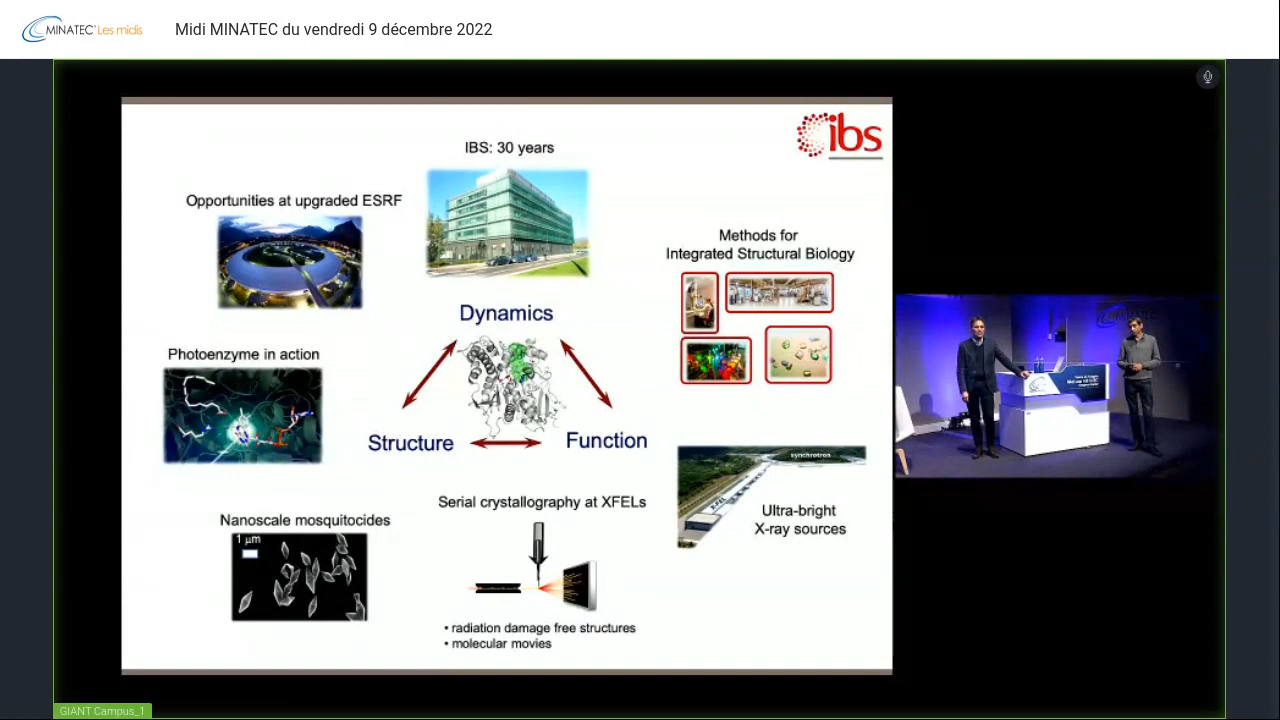 MINATEC Les midis
Midi MINATEC du vendredi 9 décembre 2022
ibs
IBS: 30 years
Opportunities at upgraded ESRF
Methods for
Integrated Structural Biology
Dynamics
Photoenzyme in action
Structure
Function
synchrotron
XFEL
Serial crystallography at XFELs
Ultra-bright
X-ray sources
Nanoscale mosquitocides
1 μm
• radiation damage free structures
• molecular movies
GIANT Campus_1